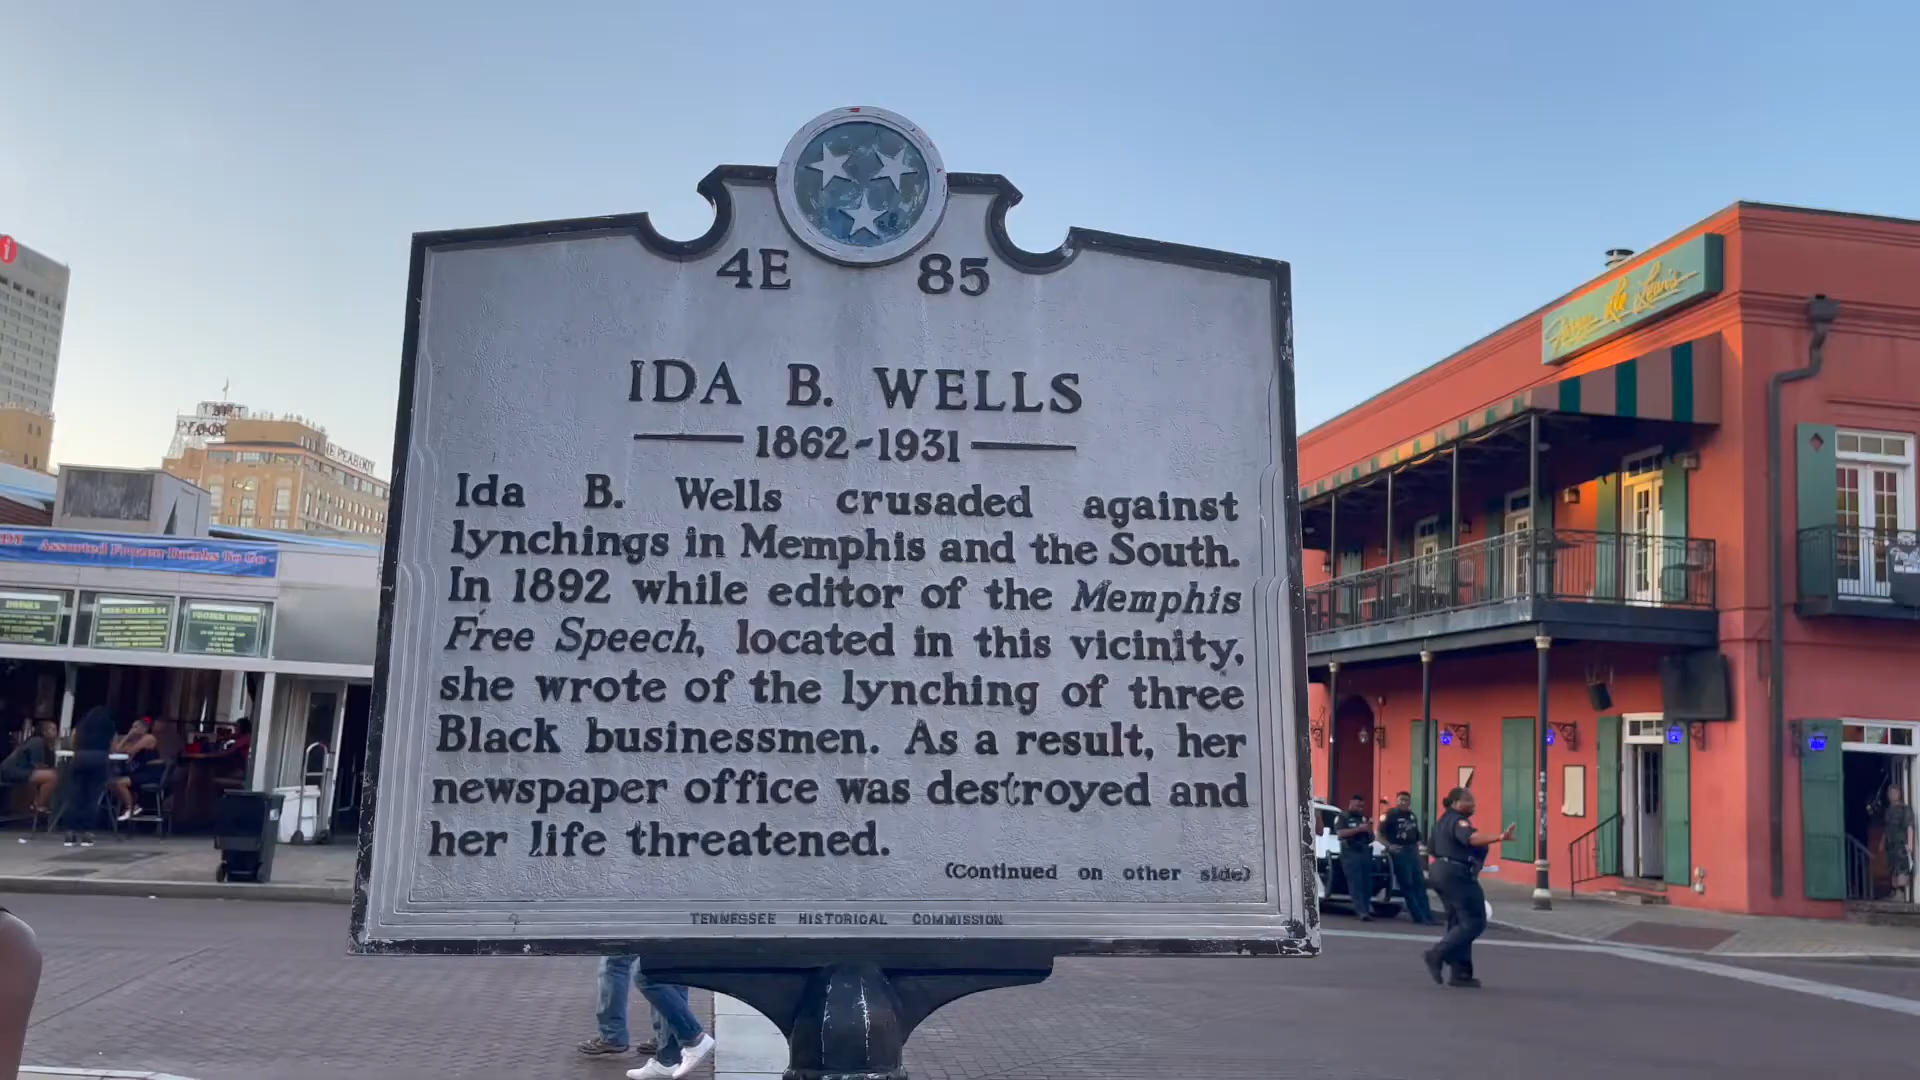 4E 85
IDA B. WELLS
1862-1931
Ida B. Wells crusaded against
lynchings in Memphis and the South.
In 1892 while editor of the Memphis
Free Speech, located in this vicinity,
she wrote of the lynching of three
Black businessmen. As a result, her
newspaper office was destroyed and
her life threatened.
(Continued on other side)
TENNESSEE HISTORICAL COMMISSION
THE PEABODY
Assorted Frozen Drinks To Go